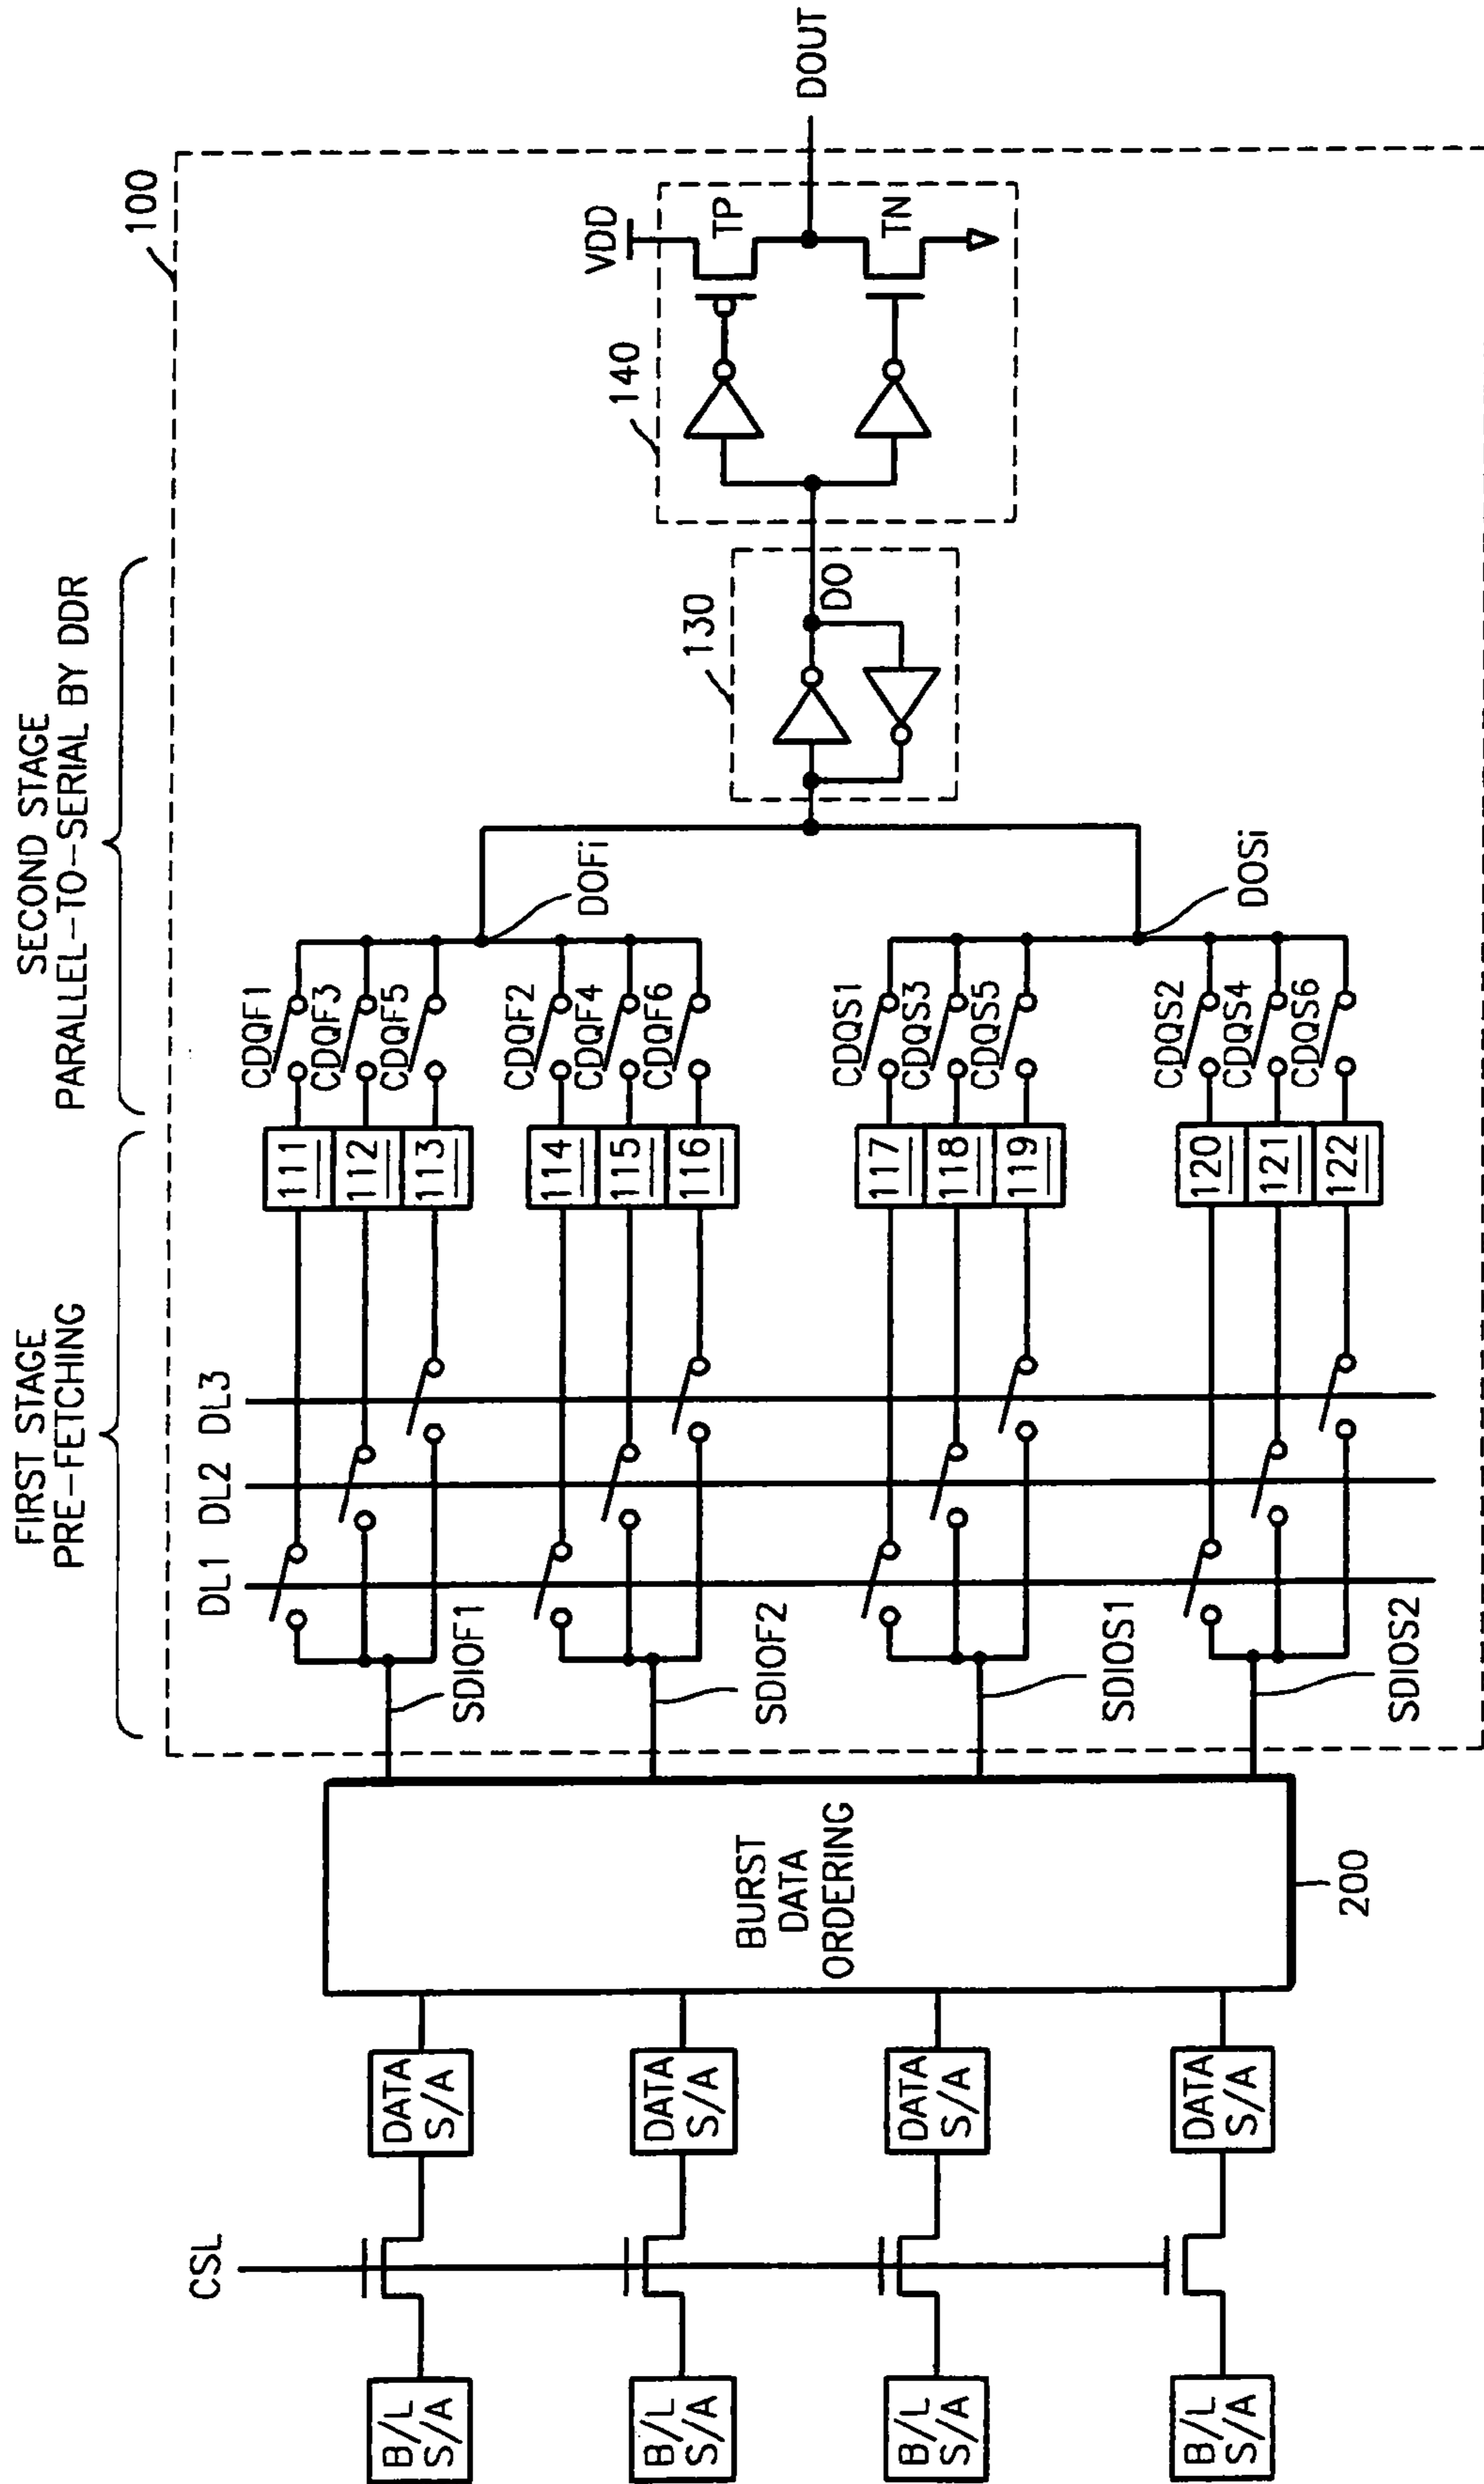 FIRST STAGE
PRE-FETCHING
SECOND STAGE
PARALLEL-TO-SERIAL BY DDR
100
CSL
DL1 DL2 DL3
B/L
S/A
DATA
S/A
B/L
S/A
DATA
S/A
B/L
S/A
DATA
S/A
B/L
S/A
DATA
S/A
BURST
DATA
ORDERING
200
SDIOF1
SDIOF2
SDIOS1
SDIOS2
111
112
113
114
115
116
117
118
119
120
121
122
CDQF1
CDQF3
CDQF5
CDQF2
CDQF4
CDQF6
CDQS1
CDQS3
CDQS5
CDQS2
CDQS4
CDQS6
DOFi
DOSi
130
DO
140
VDD
TP
TN
DOUT